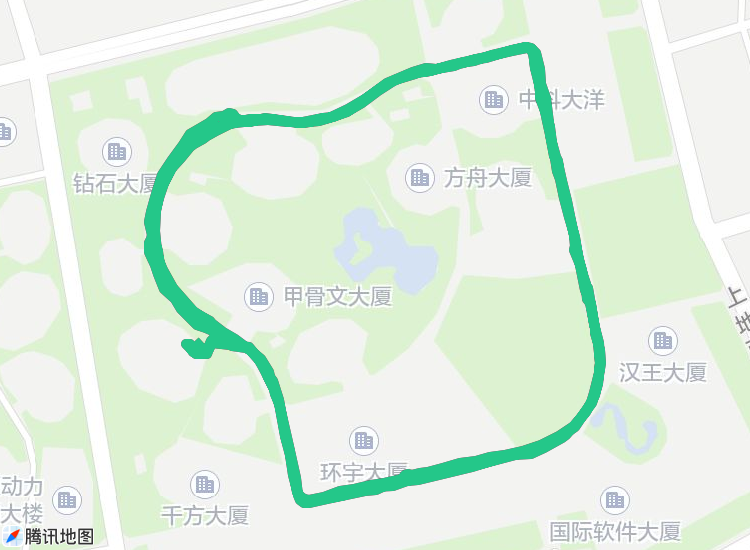 中科大洋
钻石大厦
方舟大厦
甲骨文大厦
上地
汉王大厦
环宇大厦
动力
大楼
千方大厦
国际软件大厦
腾讯地图